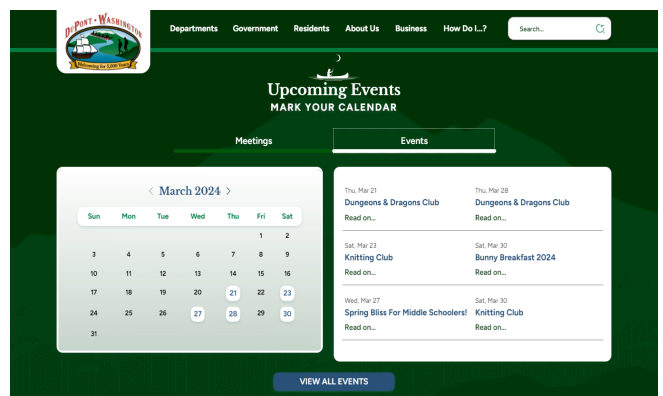 DuPONT • WASHINGTON
Welcoming for 5,000 Years
Departments Government Residents About Us Business How Do I...? Search...
Upcoming Events
MARK YOUR CALENDAR
Meetings Events
< March 2024 >
Sun Mon Tue Wed Thu Fri Sat
1 2
3 4 5 6 7 8 9
10 11 12 13 14 15 16
17 18 19 20 21 22 23
24 25 26 27 28 29 30
31
Thu, Mar 21
Dungeons & Dragons Club
Read on...
Thu, Mar 28
Dungeons & Dragons Club
Read on...
Sat, Mar 23
Knitting Club
Read on...
Sat, Mar 30
Bunny Breakfast 2024
Read on...
Wed, Mar 27
Spring Bliss For Middle Schoolers!
Read on...
Sat, Mar 30
Knitting Club
Read on...
VIEW ALL EVENTS